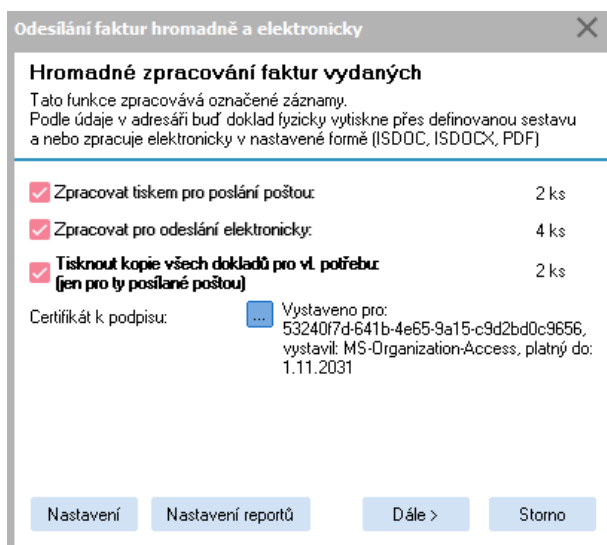 Odesílání faktur hromadně a elektronicky
Hromadné zpracování faktur vydaných
Tato funkce zpracovává označené záznamy.
Podle údaje v adresáři buď doklad fyzicky vytiskne přes definovanou sestavu
a nebo zpracuje elektronicky v nastavené formě (ISDOC, ISDOCX, PDF)
Zpracovat tiskem pro poslání poštou: 2 ks
Zpracovat pro odeslání elektronicky: 4 ks
Tisknout kopie všech dokladů pro vl. potřebu: 2 ks
(jen pro ty posílané poštou)
Certifikát k podpisu: ... Vystaveno pro:
53240f7d-641b-4e65-9a15-c9d2bd0c9656,
vystavil: MS-Organization-Access, platný do:
1.11.2031
Nastavení Nastavení reportů Dále > Storno